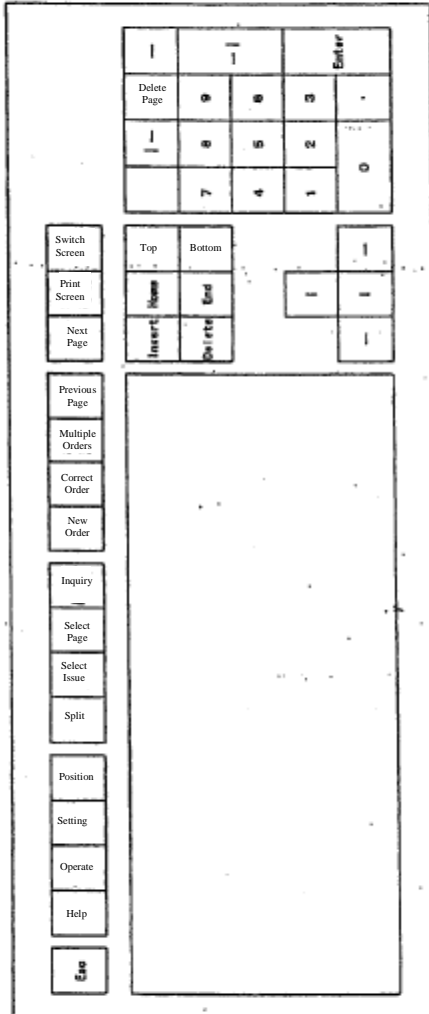 Enter
Delete
Page
9
6
3
.
8
5
2
0
7
4
1
Switch
Screen
Top
Bottom
Print
Screen
Home
End
Next
Page
Insert
Delete
Previous
Page
Multiple
Orders
Correct
Order
New
Order
Inquiry
Select
Page
Select
Issue
Split
Position
Setting
Operate
Help
Esc